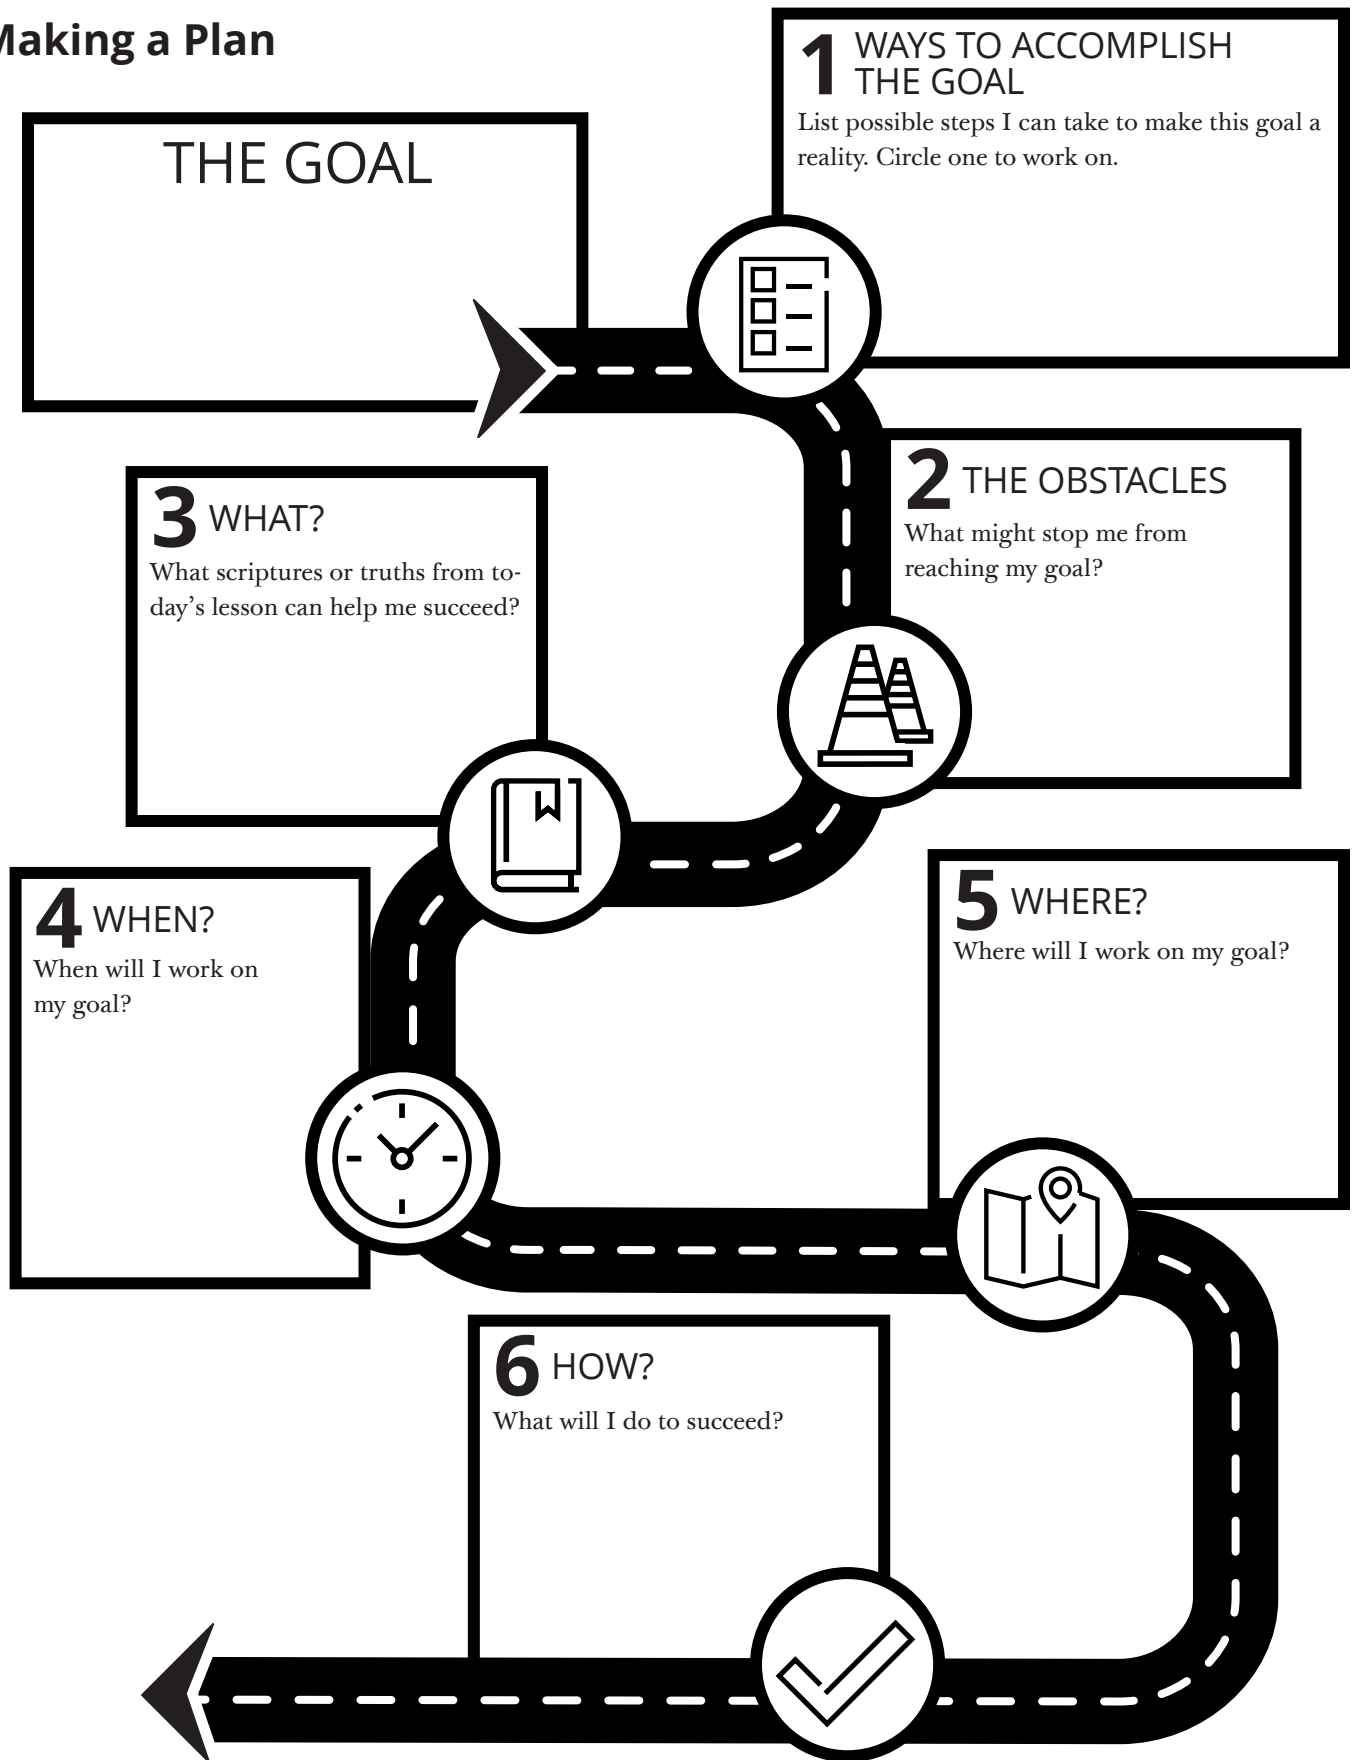 Making a Plan
THE GOAL
1 WAYS TO ACCOMPLISH
THE GOAL
List possible steps I can take to make this goal a
reality. Circle one to work on.
2 THE OBSTACLES
What might stop me from
reaching my goal?
3 WHAT?
What scriptures or truths from to-
day’s lesson can help me succeed?
4 WHEN?
When will I work on
my goal?
5 WHERE?
Where will I work on my goal?
6 HOW?
What will I do to succeed?